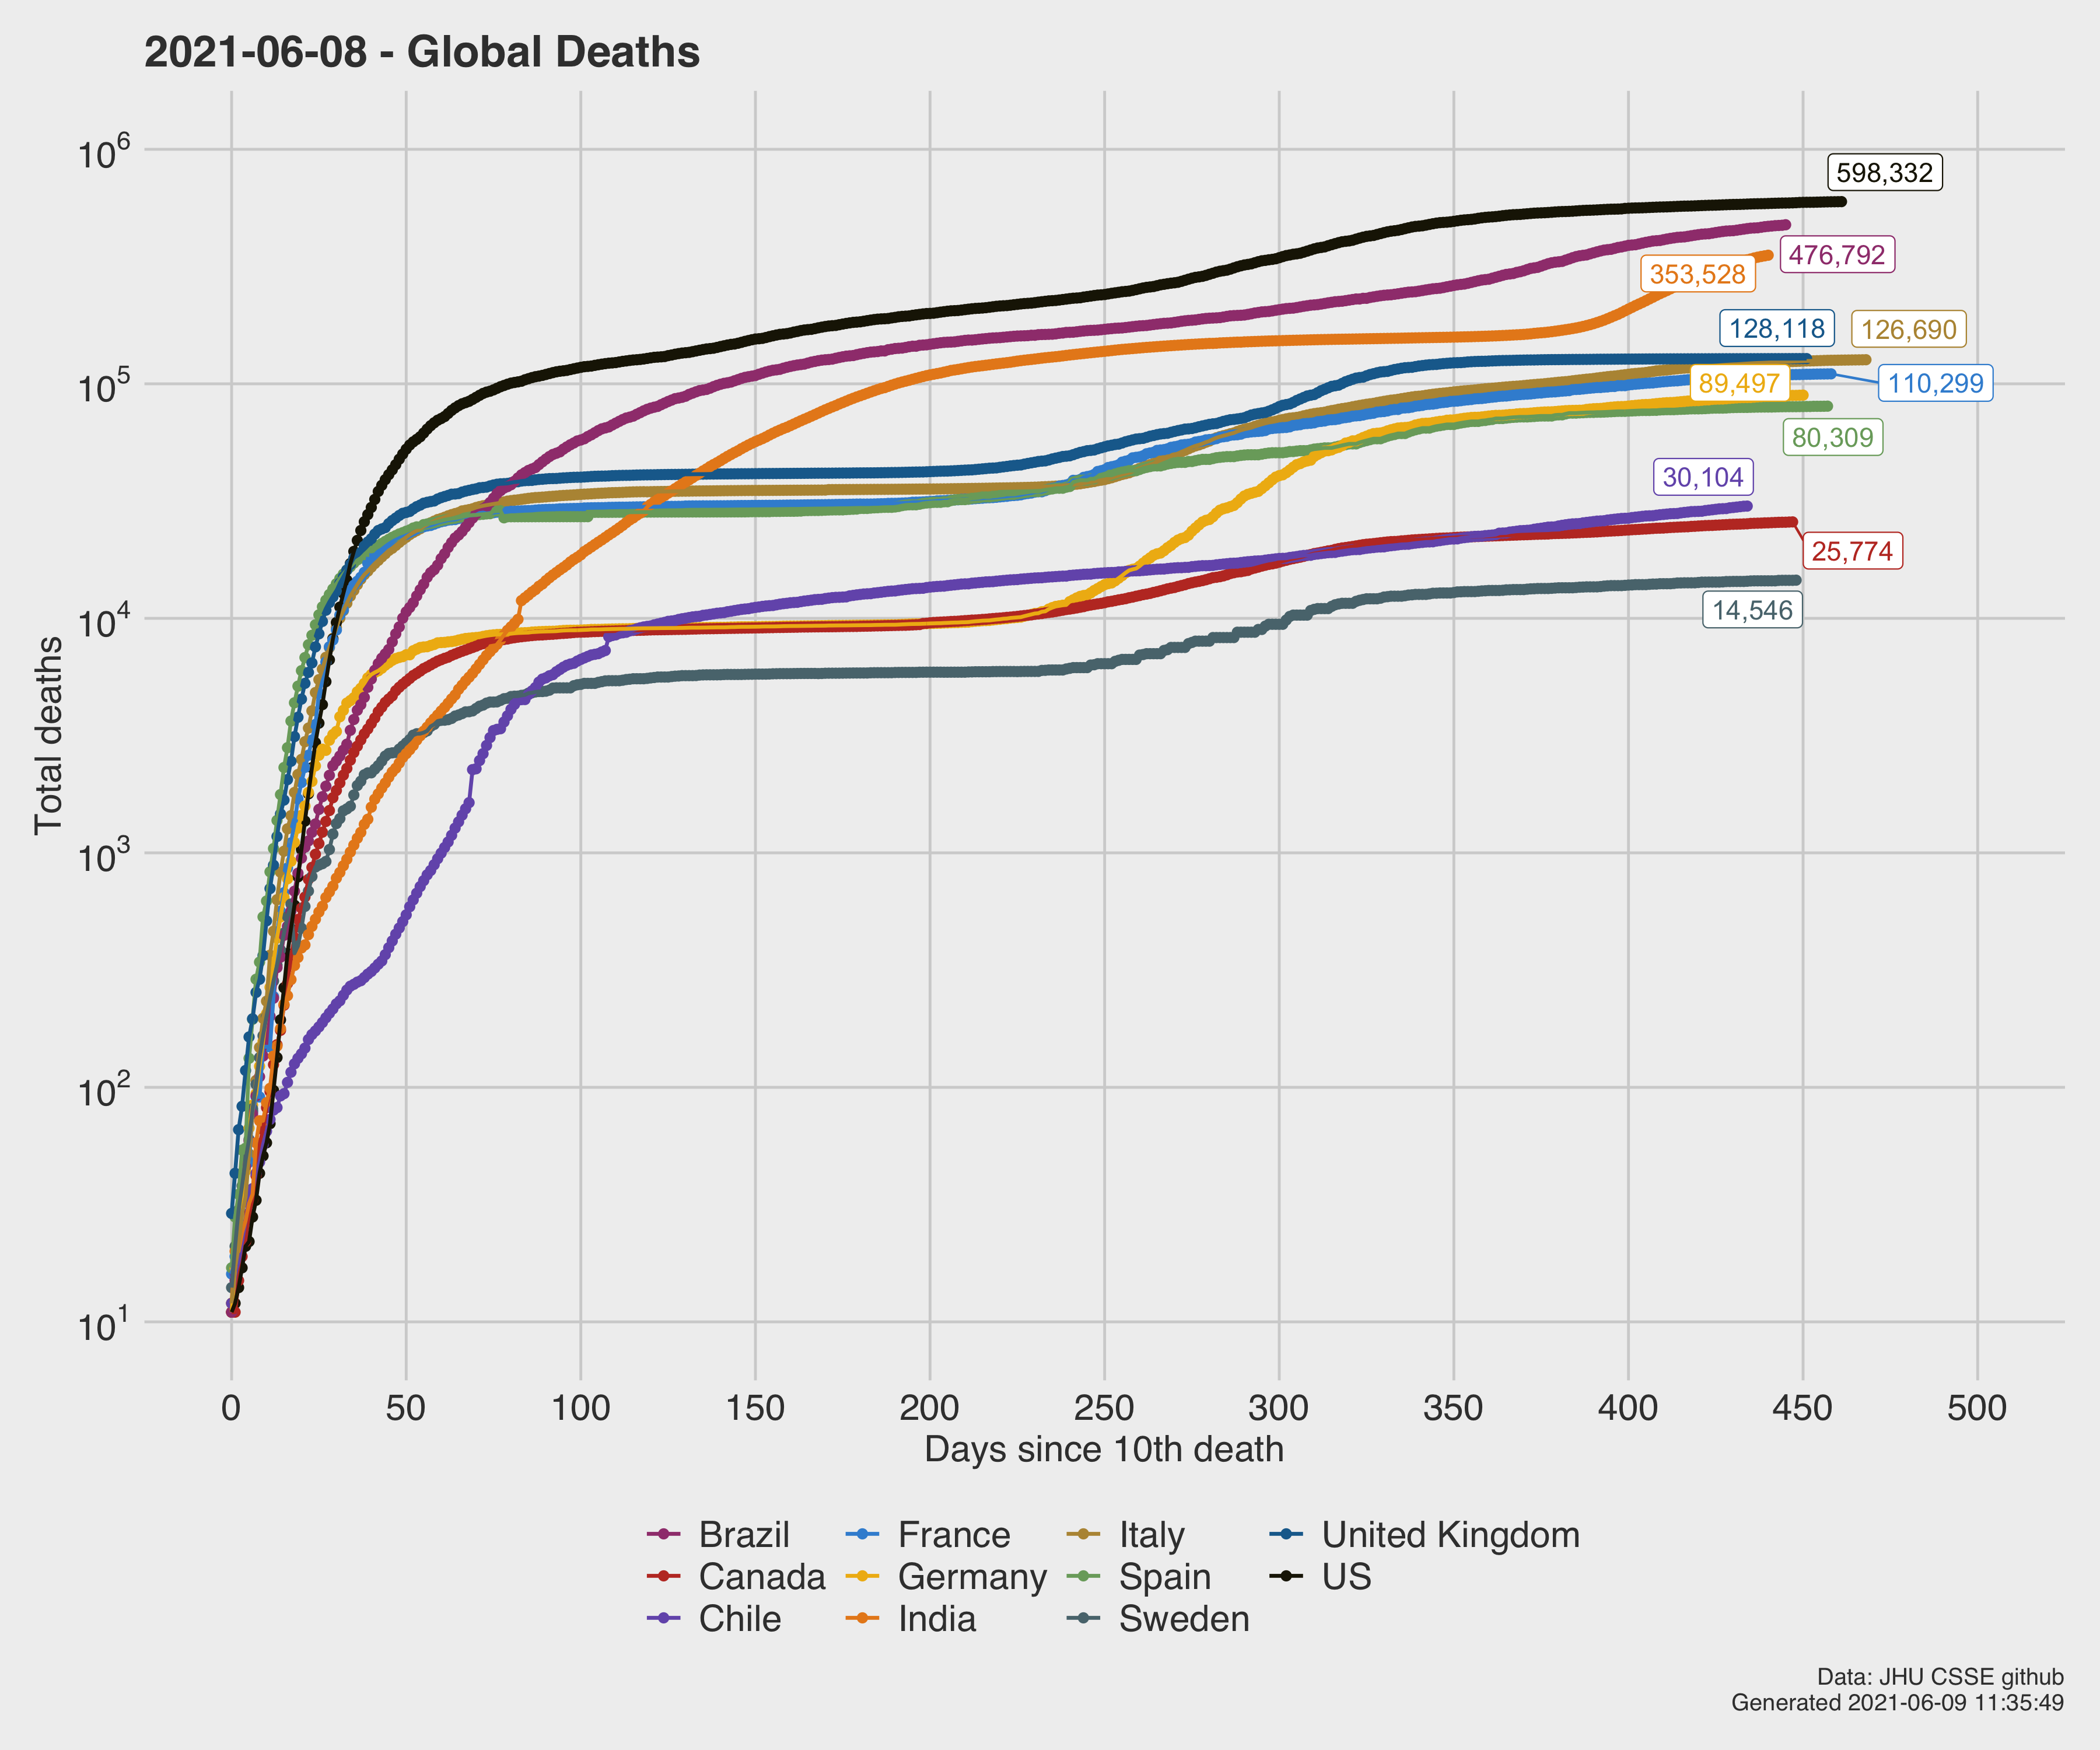 2021-06-08 - Global Deaths
10^6
10^5
10^4
10^3
10^2
10^1
Total deaths
598,332
476,792
353,528
128,118
126,690
89,497
110,299
80,309
30,104
25,774
14,546
0 50 100 150 200 250 300 350 400 450 500
Days since 10th death
Brazil France Italy United Kingdom
Canada Germany Spain US
Chile India Sweden
Data: JHU CSSE github
Generated 2021-06-09 11:35:49